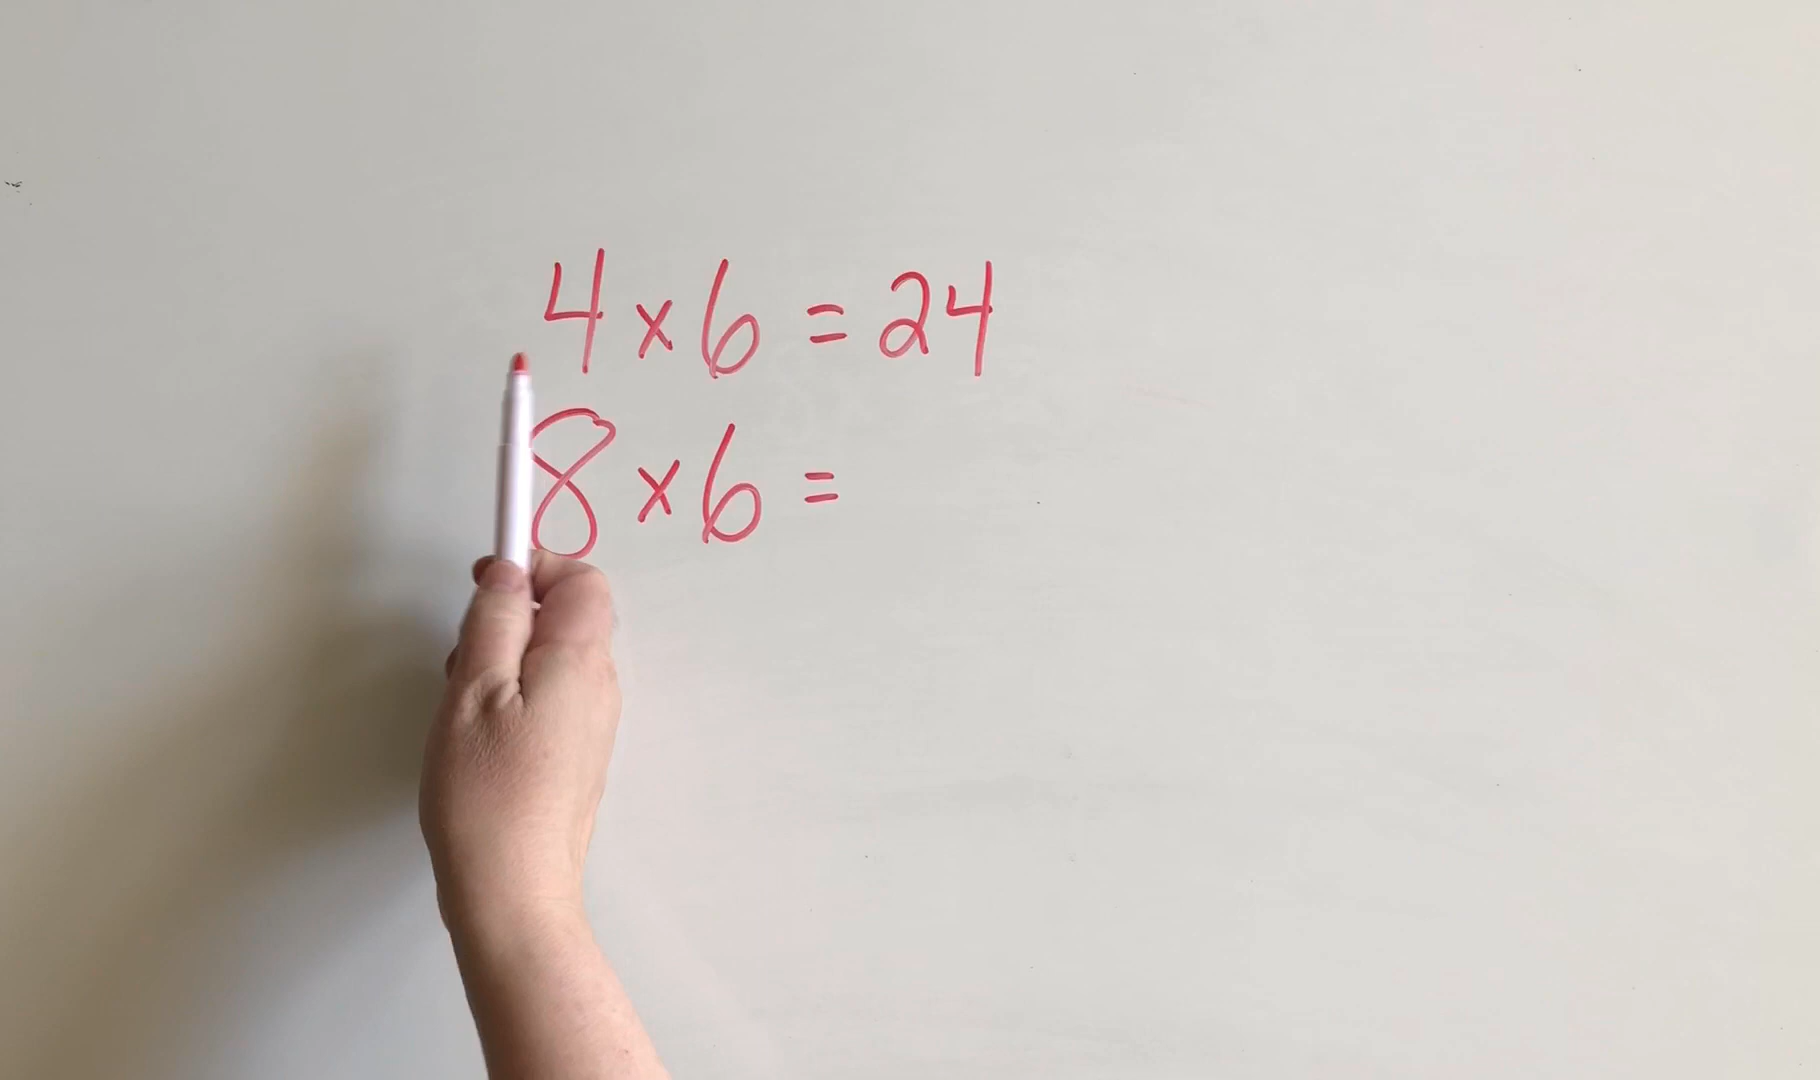 4 × 6 = 24
8 × 6 =